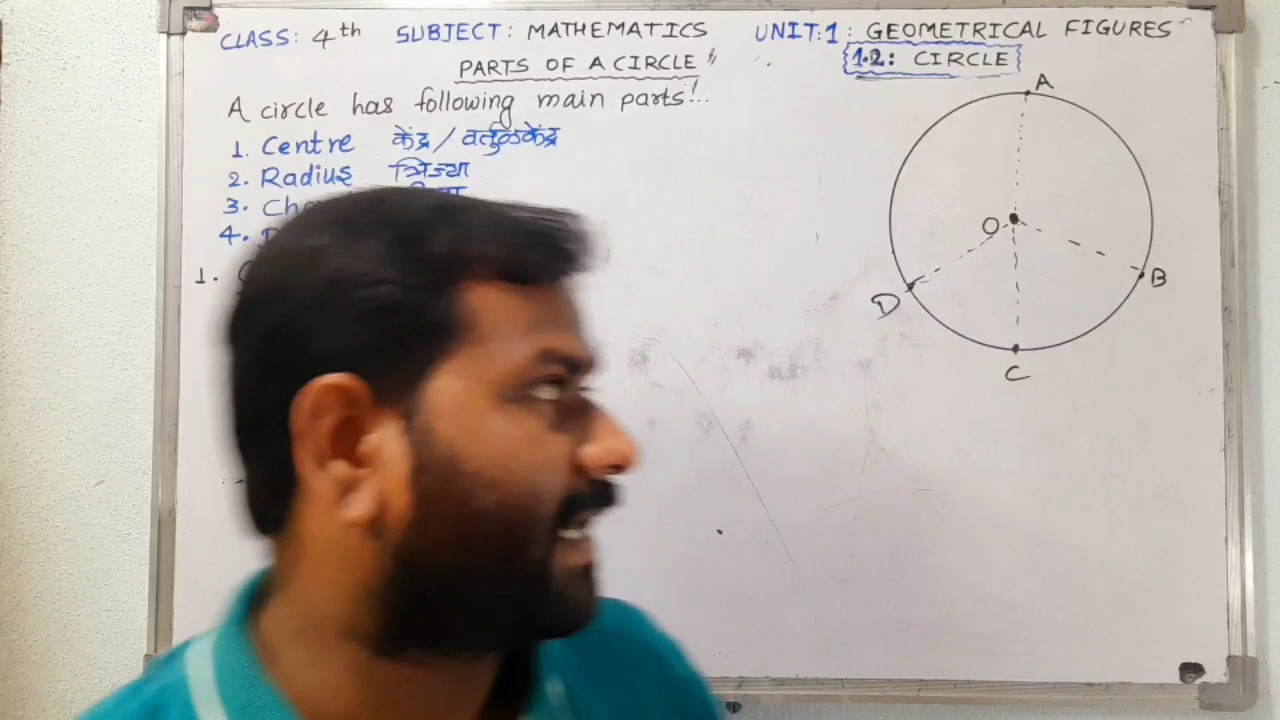 CLASS: 4th SUBJECT: MATHEMATICS UNIT:1: GEOMETRICAL FIGURES
PARTS OF A CIRCLE" 1.2: CIRCLE
A circle has following main parts!..
1. Centre केंद्र / वर्तुळकेंद्र
2. Radius त्रिज्या
3.
4.
1.
A
O
B
D
C